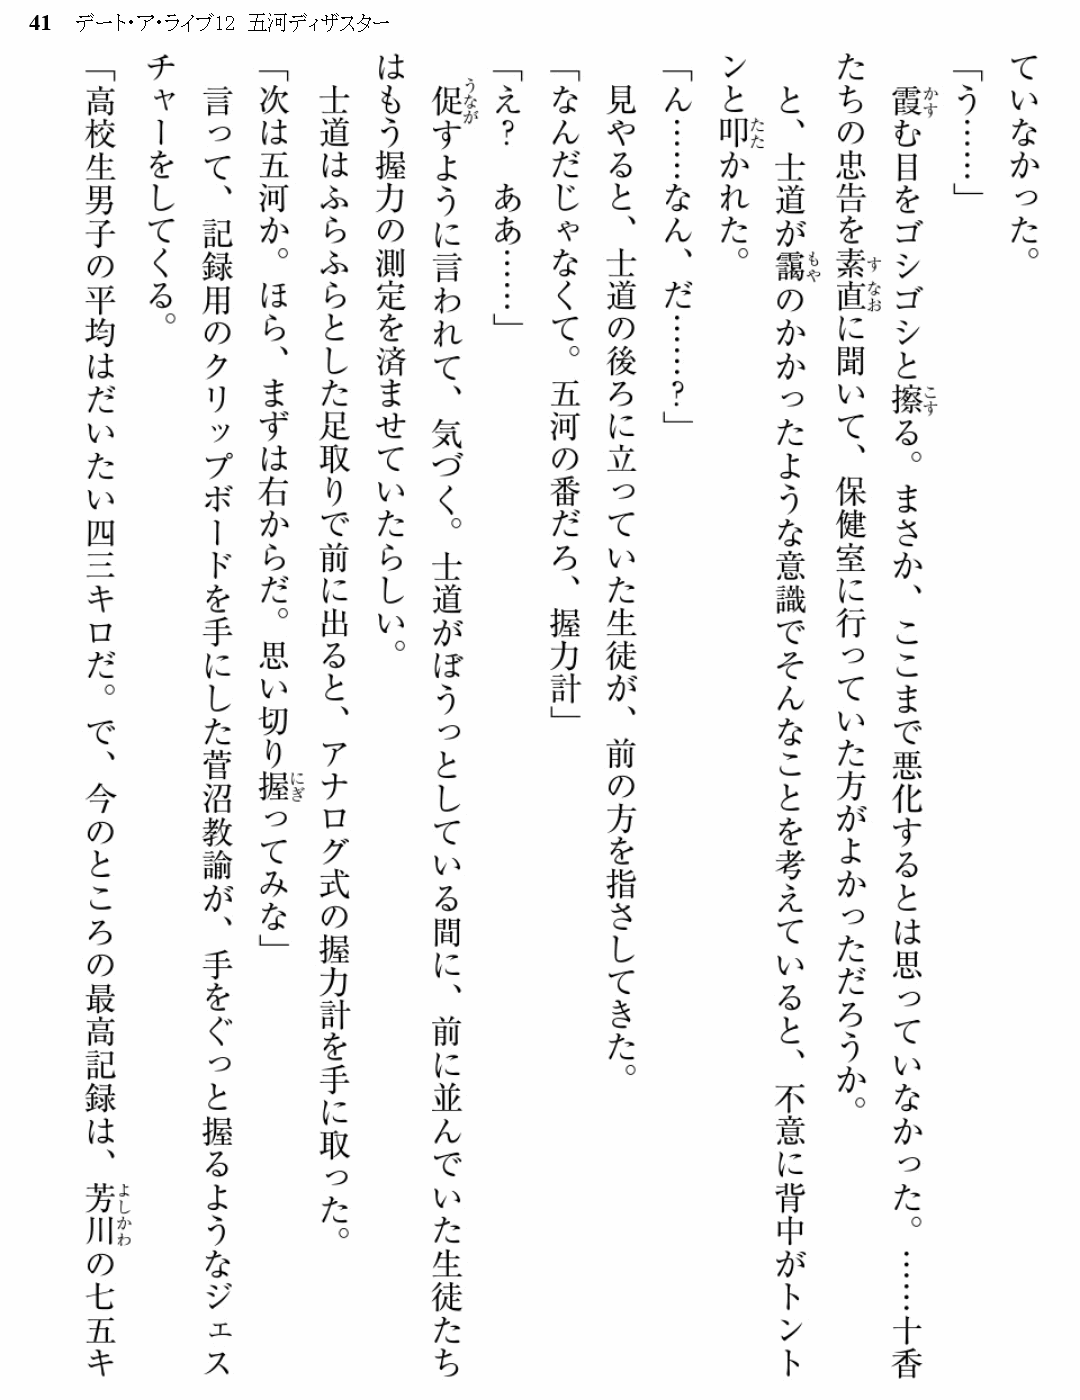 41 デート・ア・ライブ12 五河ディザスター
ていなかった。
「う……」
霞む目をゴシゴシと擦る。まさか、ここまで悪化するとは思っていなかった。……十香
たちの忠告を素直に聞いて、保健室に行っていた方がよかっただろうか。
と、士道が靄のかかったような意識でそんなことを考えていると、不意に背中がトント
ンと叩かれた。
「ん……なん、だ……？」
見やると、士道の後ろに立っていた生徒が、前の方を指さしてきた。
「なんだじゃなくて。五河の番だろ、握力計」
「え？　ああ……」
促すように言われて、気づく。士道がぼうっとしている間に、前に並んでいた生徒たち
はもう握力の測定を済ませていたらしい。
士道はふらふらとした足取りで前に出ると、アナログ式の握力計を手に取った。
「次は五河か。ほら、まずは右からだ。思い切り握ってみな」
言って、記録用のクリップボードを手にした菅沼教諭が、手をぐっと握るようなジェス
チャーをしてくる。
「高校生男子の平均はだいたい四三キロだ。で、今のところの最高記録は、芳川の七五キ